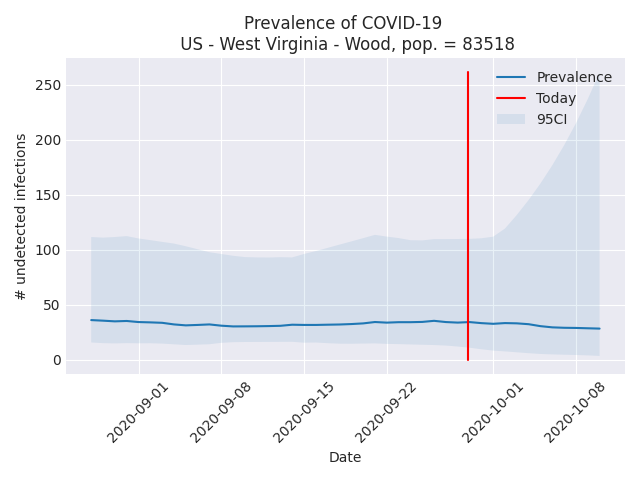 Prevalence of COVID-19
US - West Virginia - Wood, pop. = 83518
Prevalence
Today
95CI
250
200
150
100
50
0
# undetected infections
2020-09-01
2020-09-08
2020-09-15
2020-09-22
2020-10-01
2020-10-08
Date